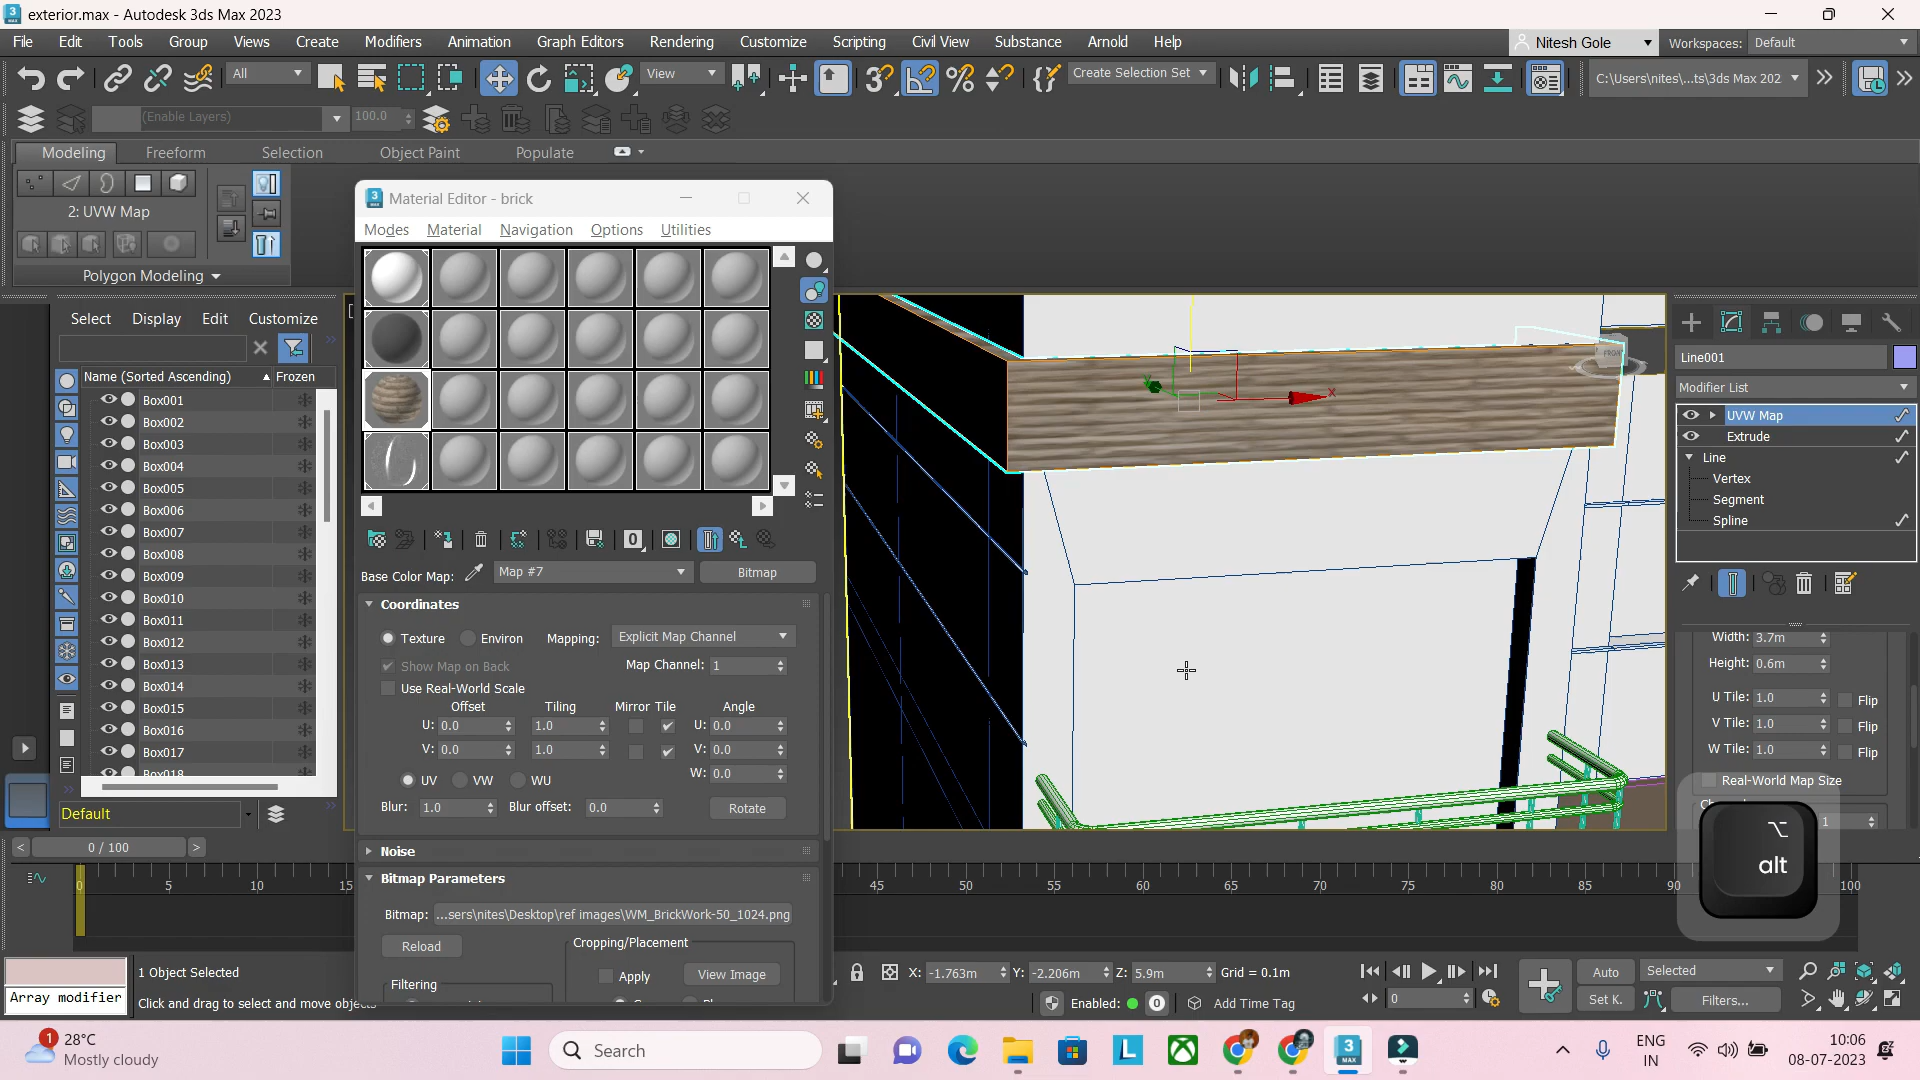 exterior.max - Autodesk 3ds Max 2023
File Edit Tools Group Views Create Modifiers Animation Graph Editors Rendering Customize Scripting Civil View Substance Arnold Help
Nitesh Gole Workspaces: Default
All View Create Selection Set C:\Users\nites\...ts\3ds Max 202
(Enable Layers) 100.0
Modeling Freeform Selection Object Paint Populate
2: UVW Map
Polygon Modeling
Material Editor - brick
Modes Material Navigation Options Utilities
Select Display Edit Customize
Name (Sorted Ascending) Frozen
Box001
Box002
Box003
Box004
Box005
Box006
Box007
Box008
Box009
Box010
Box011
Box012
Box013
Box014
Box015
Box016
Box017
Box018
Default
Base Color Map: Map #7 Bitmap
Coordinates
Texture Environ Mapping: Explicit Map Channel
Show Map on Back Map Channel: 1
Use Real-World Scale
Offset Tiling Mirror Tile Angle
U: 0.0 1.0 U: 0.0
V: 0.0 1.0 V: 0.0
W: 0.0
UV VW WU
Blur: 1.0 Blur offset: 0.0 Rotate
Noise
Bitmap Parameters
Bitmap: ...sers\nites\Desktop\ref images\WM_BrickWork-50_1024.png
Reload Cropping/Placement
Apply View Image
Filtering
FRONT
Y X
Line001
Modifier List
UVW Map
Extrude
Line
Vertex
Segment
Spline
Width: 3.7m
Height: 0.6m
U Tile: 1.0 Flip
V Tile: 1.0 Flip
W Tile: 1.0 Flip
Real-World Map Size
1
alt
< 0 / 100 >
0 5 10 15 45 50 55 60 65 70 75 80 85 90 100
1 Object Selected
Array modifier Click and drag to select and move objects
X: -1.763m Y: -2.206m Z: 5.9m Grid = 0.1m
Enabled: 0 Add Time Tag
0
Auto Selected
Set K. Filters...
1 28°C
Mostly cloudy
Search
ENG
IN
10:06
08-07-2023